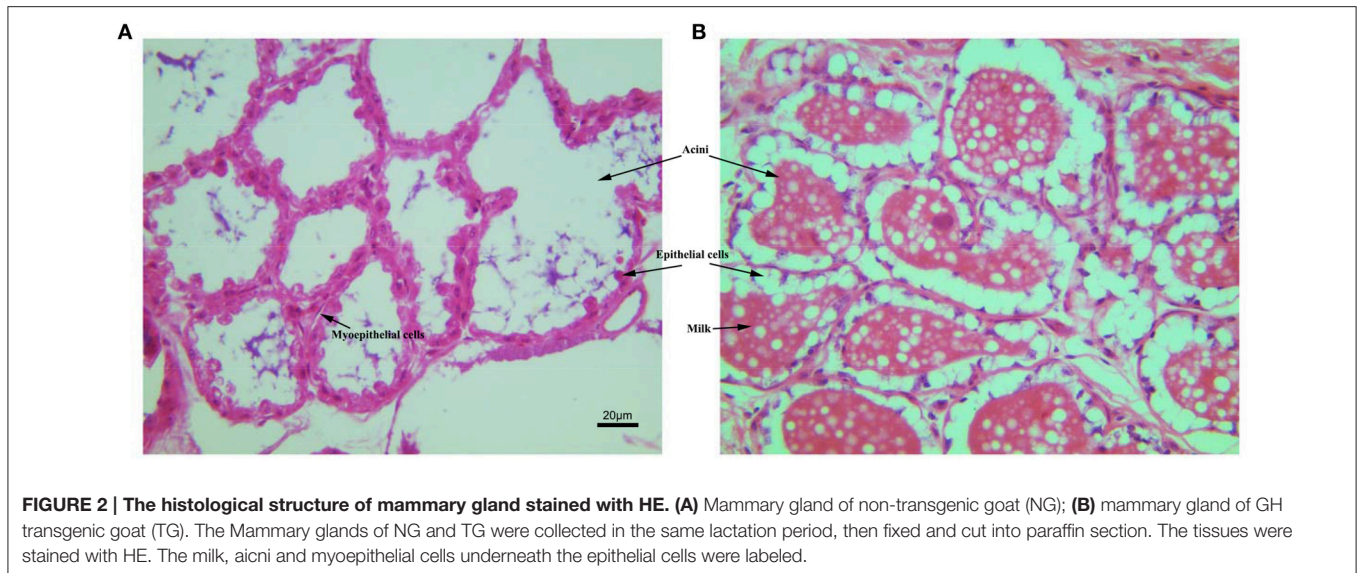 A
B
Acini
Epithelial cells
Milk
Myoepithelial cells
20μm
FIGURE 2 | The histological structure of mammary gland stained with HE. (A) Mammary gland of non-transgenic goat (NG); (B) mammary gland of GH
transgenic goat (TG). The Mammary glands of NG and TG were collected in the same lactation period, then fixed and cut into paraffin section. The tissues were
stained with HE. The milk, aicni and myoepithelial cells underneath the epithelial cells were labeled.